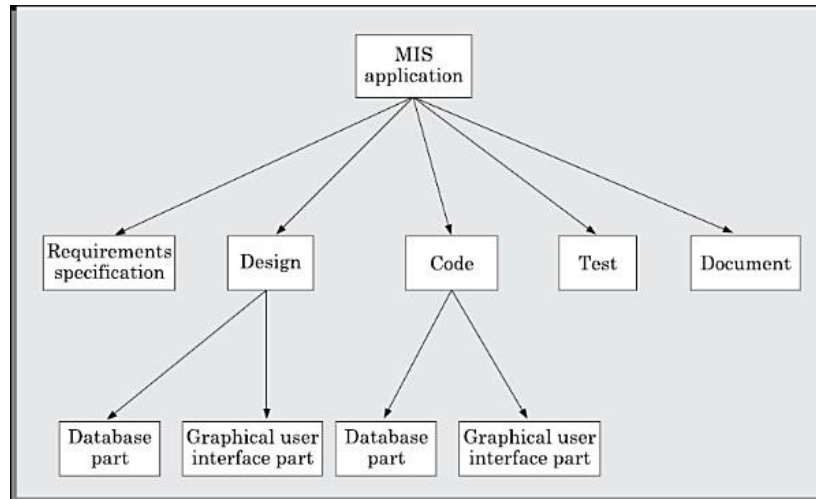 MIS
application
Requirements
specification
Design
Code
Test
Document
Database
part
Graphical user
interface part
Database
part
Graphical user
interface part